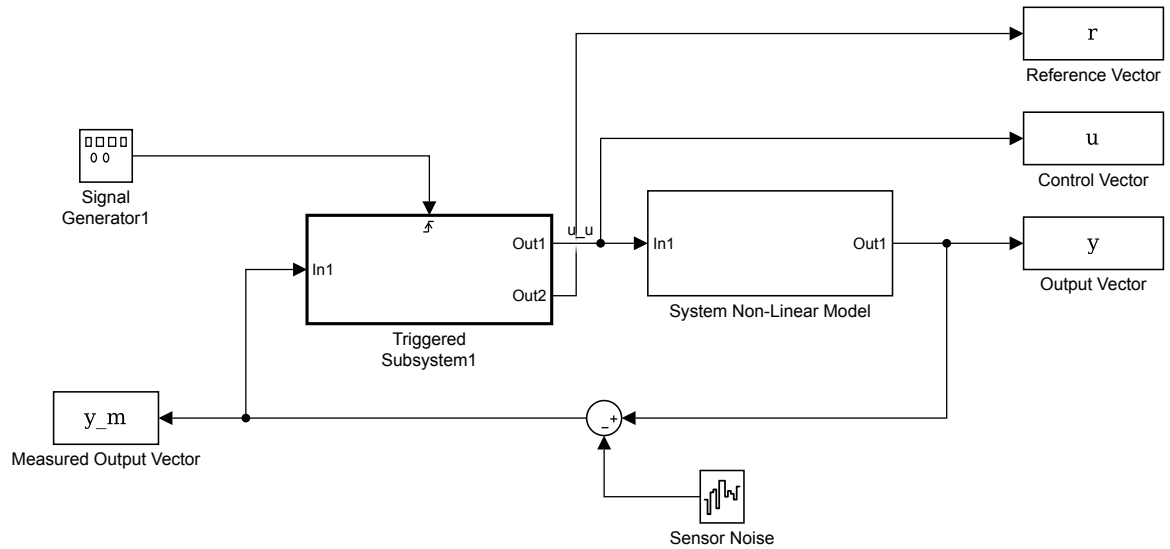 r
Reference Vector
u
Control Vector
Signal
Generator1
u_u
In1
Out1
Out2
In1
Out1
y
Output Vector
System Non-Linear Model
Triggered
Subsystem1
y_m
Measured Output Vector
+
−
Sensor Noise